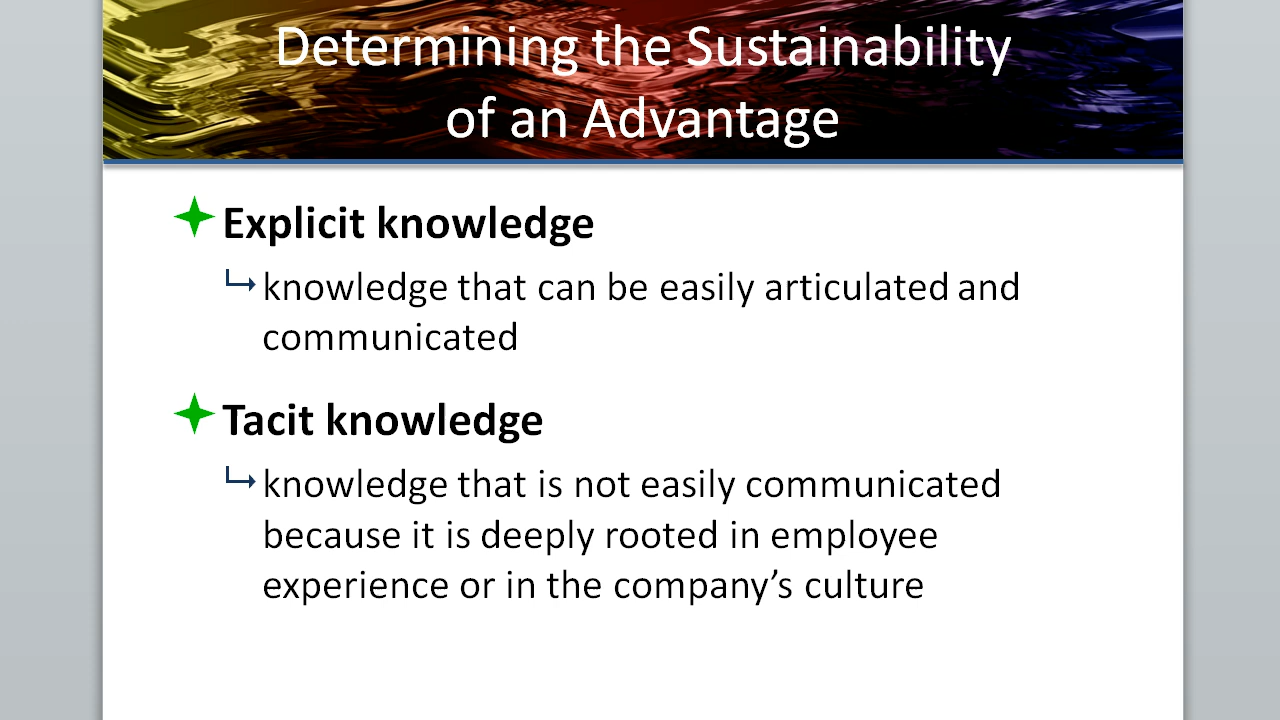 Determining the Sustainability
of an Advantage
Explicit knowledge
knowledge that can be easily articulated and
communicated
Tacit knowledge
knowledge that is not easily communicated
because it is deeply rooted in employee
experience or in the company’s culture